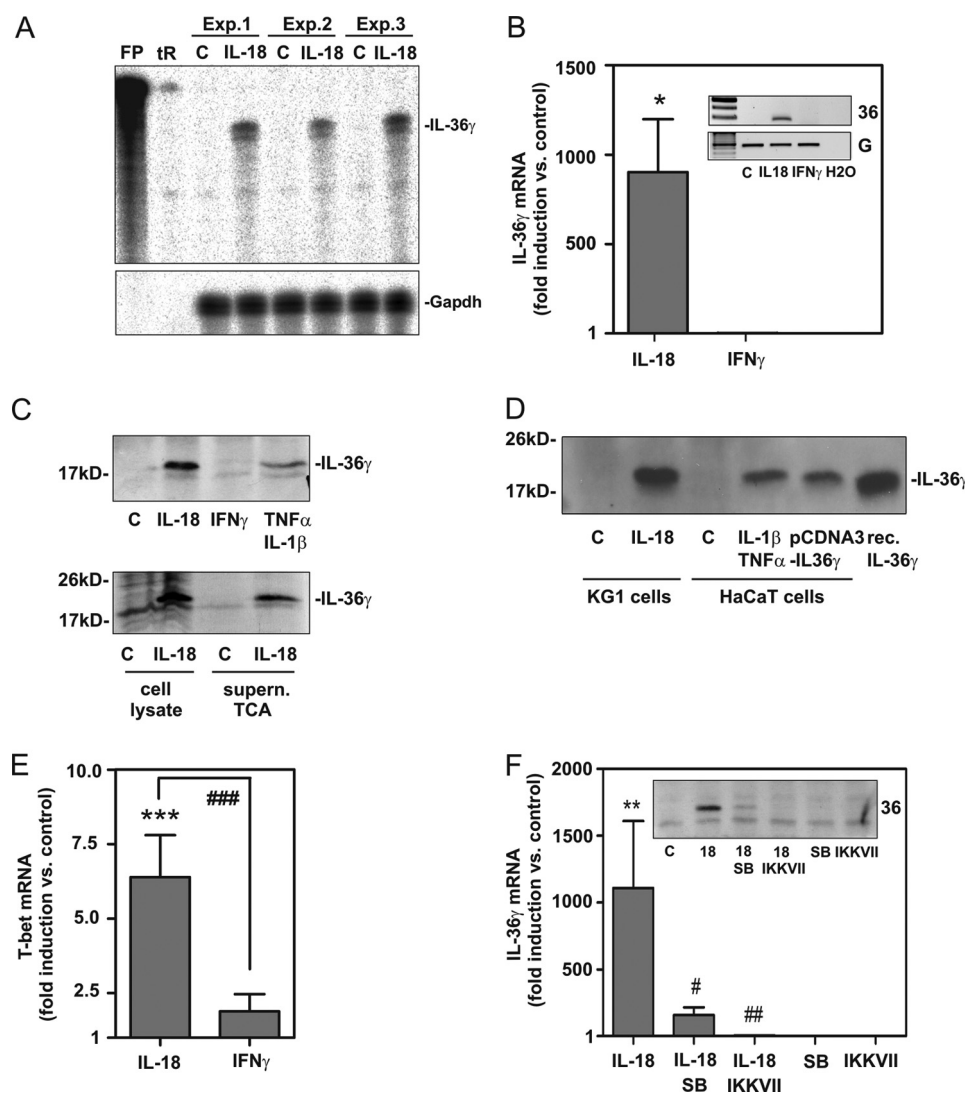 A
Exp.1 Exp.2 Exp.3
FP tR C IL-18 C IL-18 C IL-18
-IL-36γ
-Gapdh
B
IL-36γ mRNA
(fold induction vs. control)
1500
1000
500
1
*
36
G
C IL18 IFNγ H2O
IL-18 IFNγ
C
17kD-
-IL-36γ
C IL-18 IFNγ TNFα
IL-1β
26kD-
17kD-
-IL-36γ
C IL-18 C IL-18
cell supern.
lysate TCA
D
26kD-
17kD-
-IL-36γ
C IL-18 C IL-1β pCDNA3 rec.
TNFα -IL36γ IL-36γ
KG1 cells HaCaT cells
E
T-bet mRNA
(fold induction vs. control)
10.0
7.5
5.0
2.5
1
***
###
IL-18 IFNγ
F
IL-36γ mRNA
(fold induction vs. control)
2000
1500
1000
500
1
**
#
##
36
C 18 18 18 SB IKKVII
SB IKKVII
IL-18 IL-18 IL-18 SB IKKVII
SB IKKVII